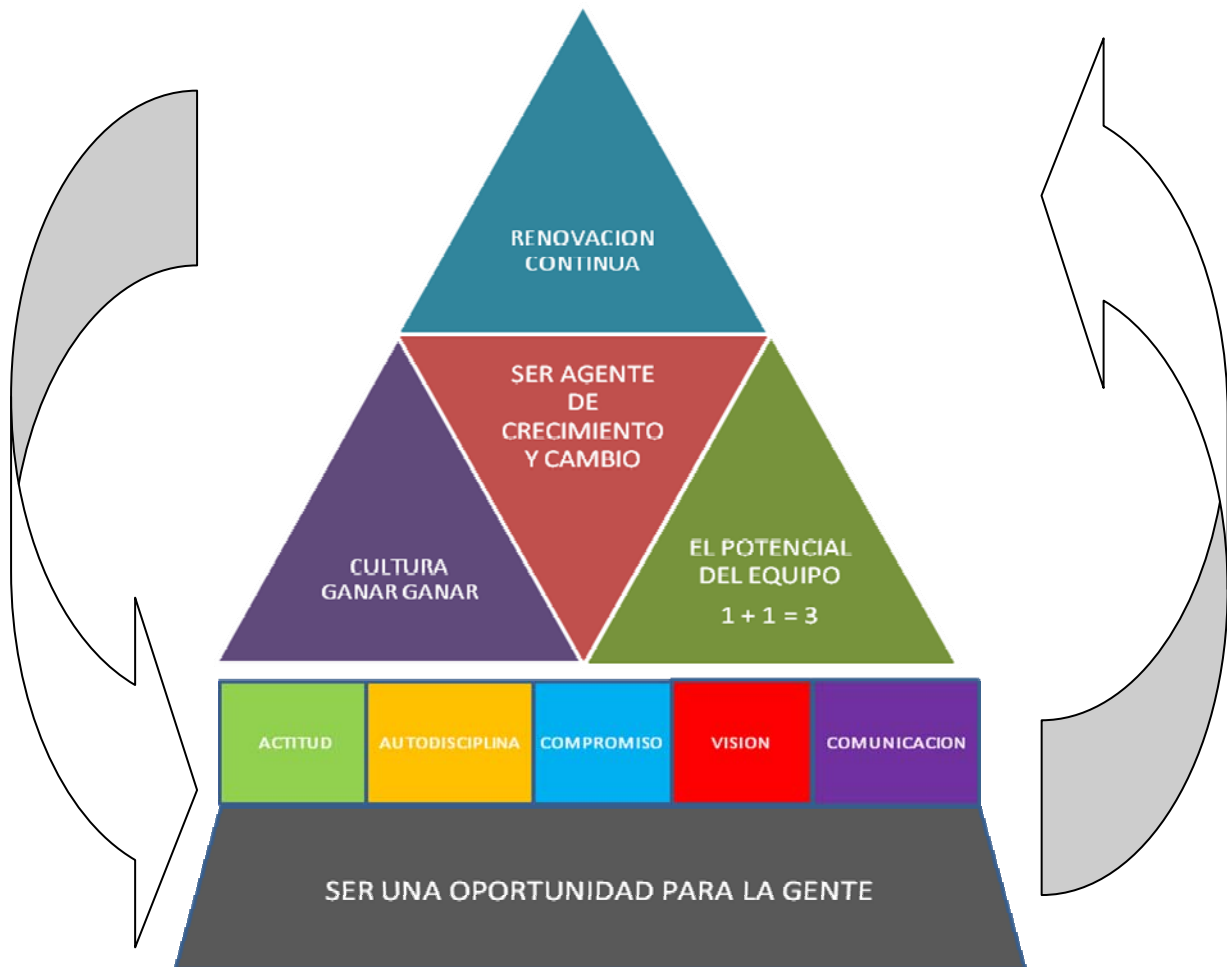 RENOVACION
CONTINUA
SER AGENTE
DE
CRECIMIENTO
Y CAMBIO
CULTURA
GANAR GANAR
EL POTENCIAL
DEL EQUIPO
1 + 1 = 3
ACTITUD
AUTODISCIPLINA
COMPROMISO
VISION
COMUNICACION
SER UNA OPORTUNIDAD PARA LA GENTE